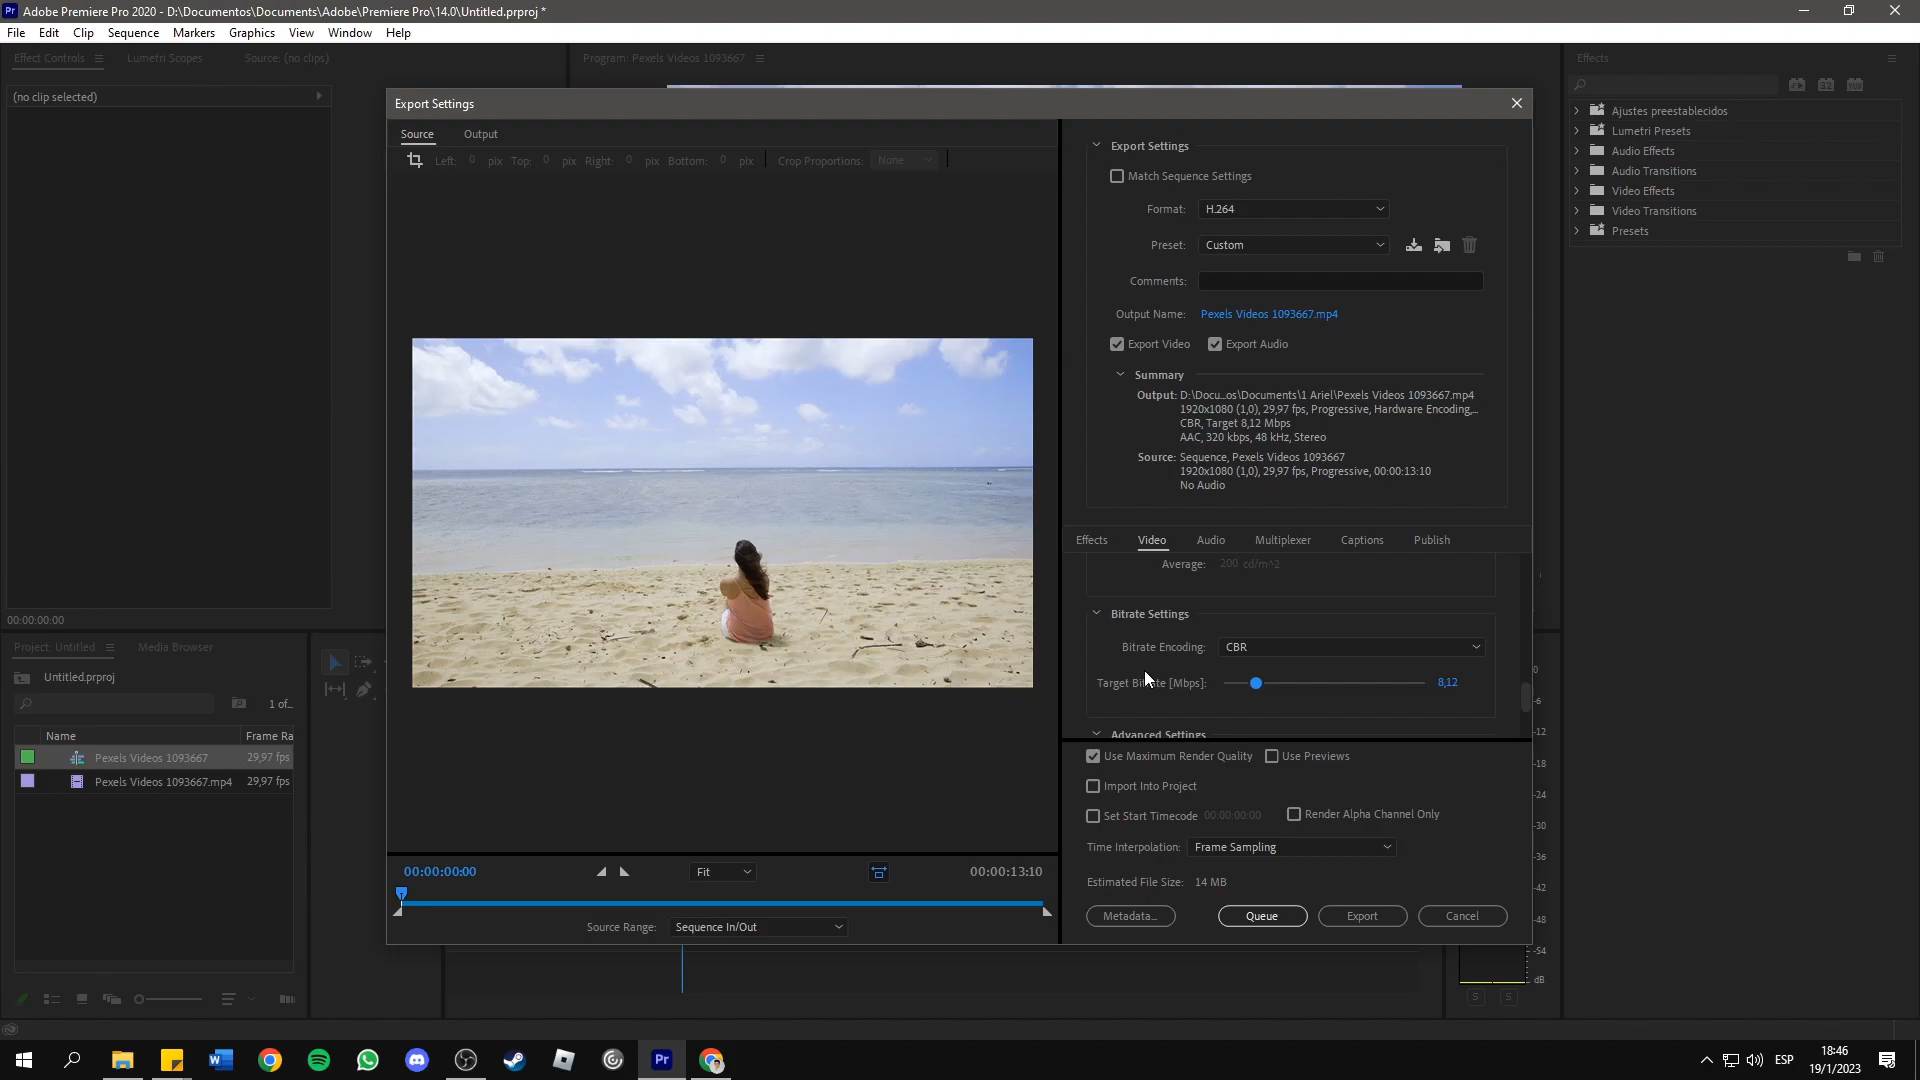 Adobe Premiere Pro 2020 - D:\Documentos\Documents\Adobe\Premiere Pro\14.0\Untitled.prproj *
File Edit Clip Sequence Markers Graphics View Window Help
Effect Controls Lumetri Scopes Source: (no clips) Program: Pexels Videos 1093667 Effects
(no clip selected)
Export Settings
Source Output
Left: 0 pix Top: 0 pix Right: 0 pix Bottom: 0 pix Crop Proportions: None
Export Settings
Match Sequence Settings
Format: H.264
Preset: Custom
Comments:
Output Name: Pexels Videos 1093667.mp4
Export Video Export Audio
Summary
Output: D:\Docu...os\Documents\1 Ariel\Pexels Videos 1093667.mp4
1920x1080 (1,0), 29,97 fps, Progressive, Hardware Encoding,...
CBR, Target 8,12 Mbps
AAC, 320 kbps, 48 kHz, Stereo
Source: Sequence, Pexels Videos 1093667
1920x1080 (1,0), 29,97 fps, Progressive, 00:00:13:10
No Audio
Effects Video Audio Multiplexer Captions Publish
Average: 200 cd/m^2
Bitrate Settings
Bitrate Encoding: CBR
Target Bitrate [Mbps]: 8,12
Advanced Settings
Use Maximum Render Quality Use Previews
Import Into Project
Set Start Timecode 00:00:00:00 Render Alpha Channel Only
Time Interpolation: Frame Sampling
Estimated File Size: 14 MB
Metadata... Queue Export Cancel
00:00:00:00 Fit 00:00:13:10
Source Range: Sequence In/Out
Ajustes preestablecidos
Lumetri Presets
Audio Effects
Audio Transitions
Video Effects
Video Transitions
Presets
00:00:00:00
Project: Untitled Media Browser
Untitled.prproj
1 of...
Name Frame Ra
Pexels Videos 1093667 29,97 fps
Pexels Videos 1093667.mp4 29,97 fps
0
-6
-12
-18
-24
-30
-36
-42
-48
-54
dB
S S
ESP
18:46
19/1/2023